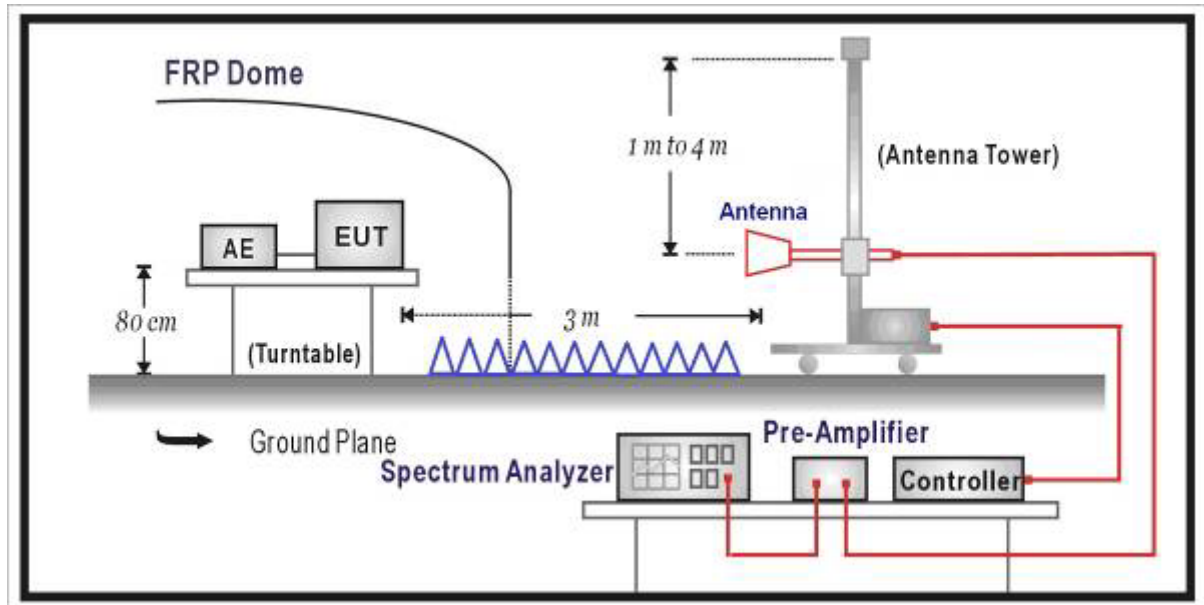 FRP Dome
1 m to 4 m
(Antenna Tower)
Antenna
AE
EUT
80 cm
3 m
(Turntable)
Ground Plane
Pre-Amplifier
Spectrum Analyzer
Controller